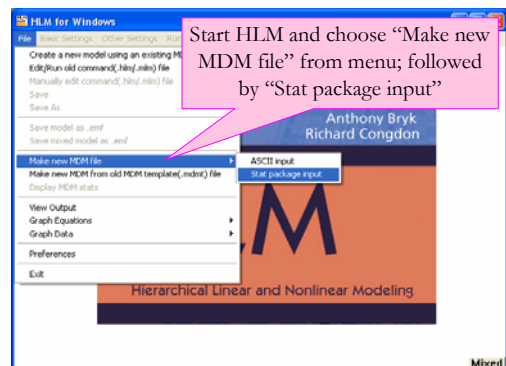 HLM for Windows
File Basic Settings Other Settings Run
Start HLM and choose “Make new
MDM file” from menu; followed
by “Stat package input”
Create a new model using an existing MD
Edit/Run old command(.hlm/.mlm) file
Manually edit command(.hlm/.mlm) file
Save
Save As
Save model as .emf
Save mixed model as .emf
Make new MDM file
ASCII input
Make new MDM from old MDM template(.mdmt) file
Stat package input
Display MDM stats
View Output
Graph Equations
Graph Data
Preferences
Exit
Anthony Bryk
Richard Congdon
M
Hierarchical Linear and Nonlinear Modeling
Mixed